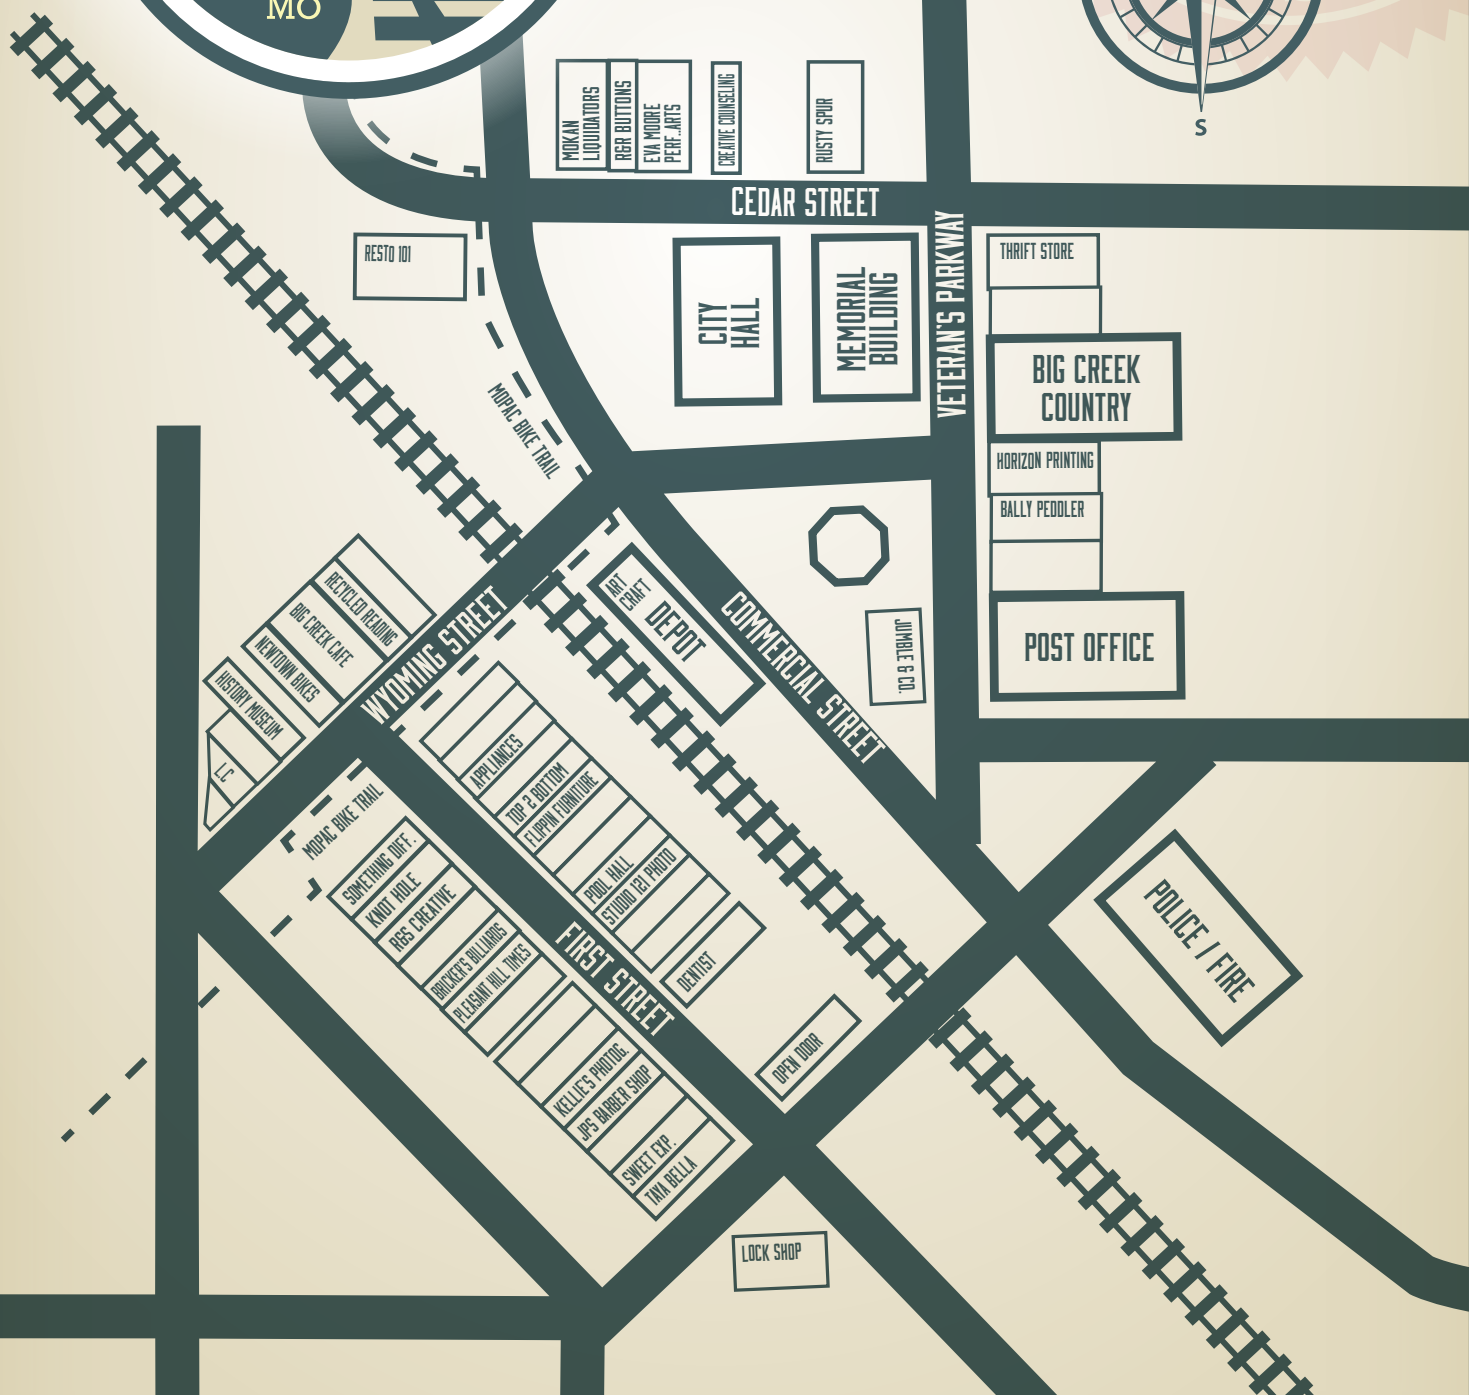 MO
S
MOKAN
LIQUIDATORS
R&R BUTTONS
EVA MOORE
PERF. ARTS
CREATIVE COUNSELING
RUSTY SPUR
CEDAR STREET
VETERAN'S PARKWAY
RESTO 101
CITY
HALL
MEMORIAL
BUILDING
THRIFT STORE
BIG CREEK
COUNTRY
HORIZON PRINTING
BALLY PEDDLER
POST OFFICE
MOPAC BIKE TRAIL
ART
CRAFT
DEPOT
COMMERCIAL STREET
JUMBLE & CO.
WYOMING STREET
RECYCLED READING
BIG CREEK CAFE
NEWTOWN BIKES
HISTORY MUSEUM
LC
APPLIANCES
TOP 2 BOTTOM
FLIPPIN FURNITURE
POOL HALL
STUDIO 121 PHOTO
DENTIST
MOPAC BIKE TRAIL
SOMETHING DIFF.
KNOT HOLE
R&S CREATIVE
BRICKER'S BILLIARDS
PLEASANT HILL TIMES
FIRST STREET
KELLIE'S PHOTOG.
JPS BARBER SHOP
SWEET EXP.
TAYA BELLA
OPEN DOOR
POLICE / FIRE
LOCK SHOP